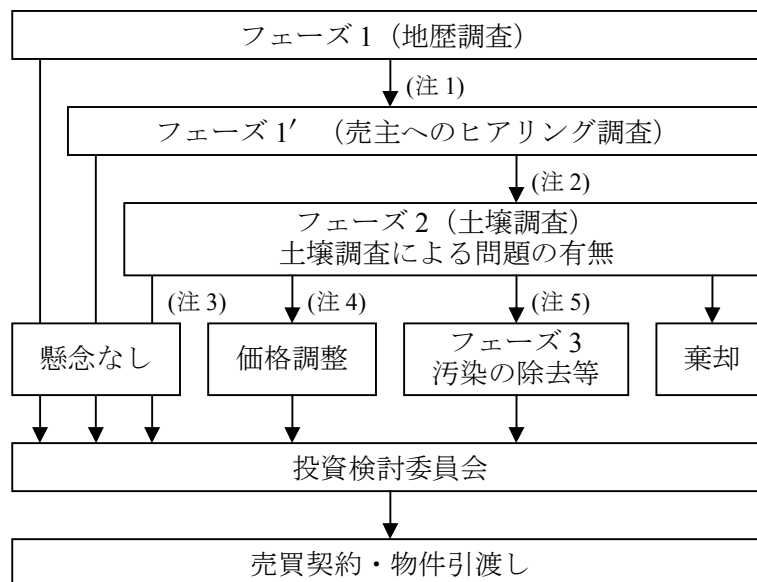 フェーズ 1（地歴調査）
(注 1)
フェーズ 1′ （売主へのヒアリング調査）
(注 2)
フェーズ 2（土壌調査）
土壌調査による問題の有無
(注 3)
(注 4)
(注 5)
懸念なし
価格調整
フェーズ 3
汚染の除去等
棄却
投資検討委員会
売買契約・物件引渡し